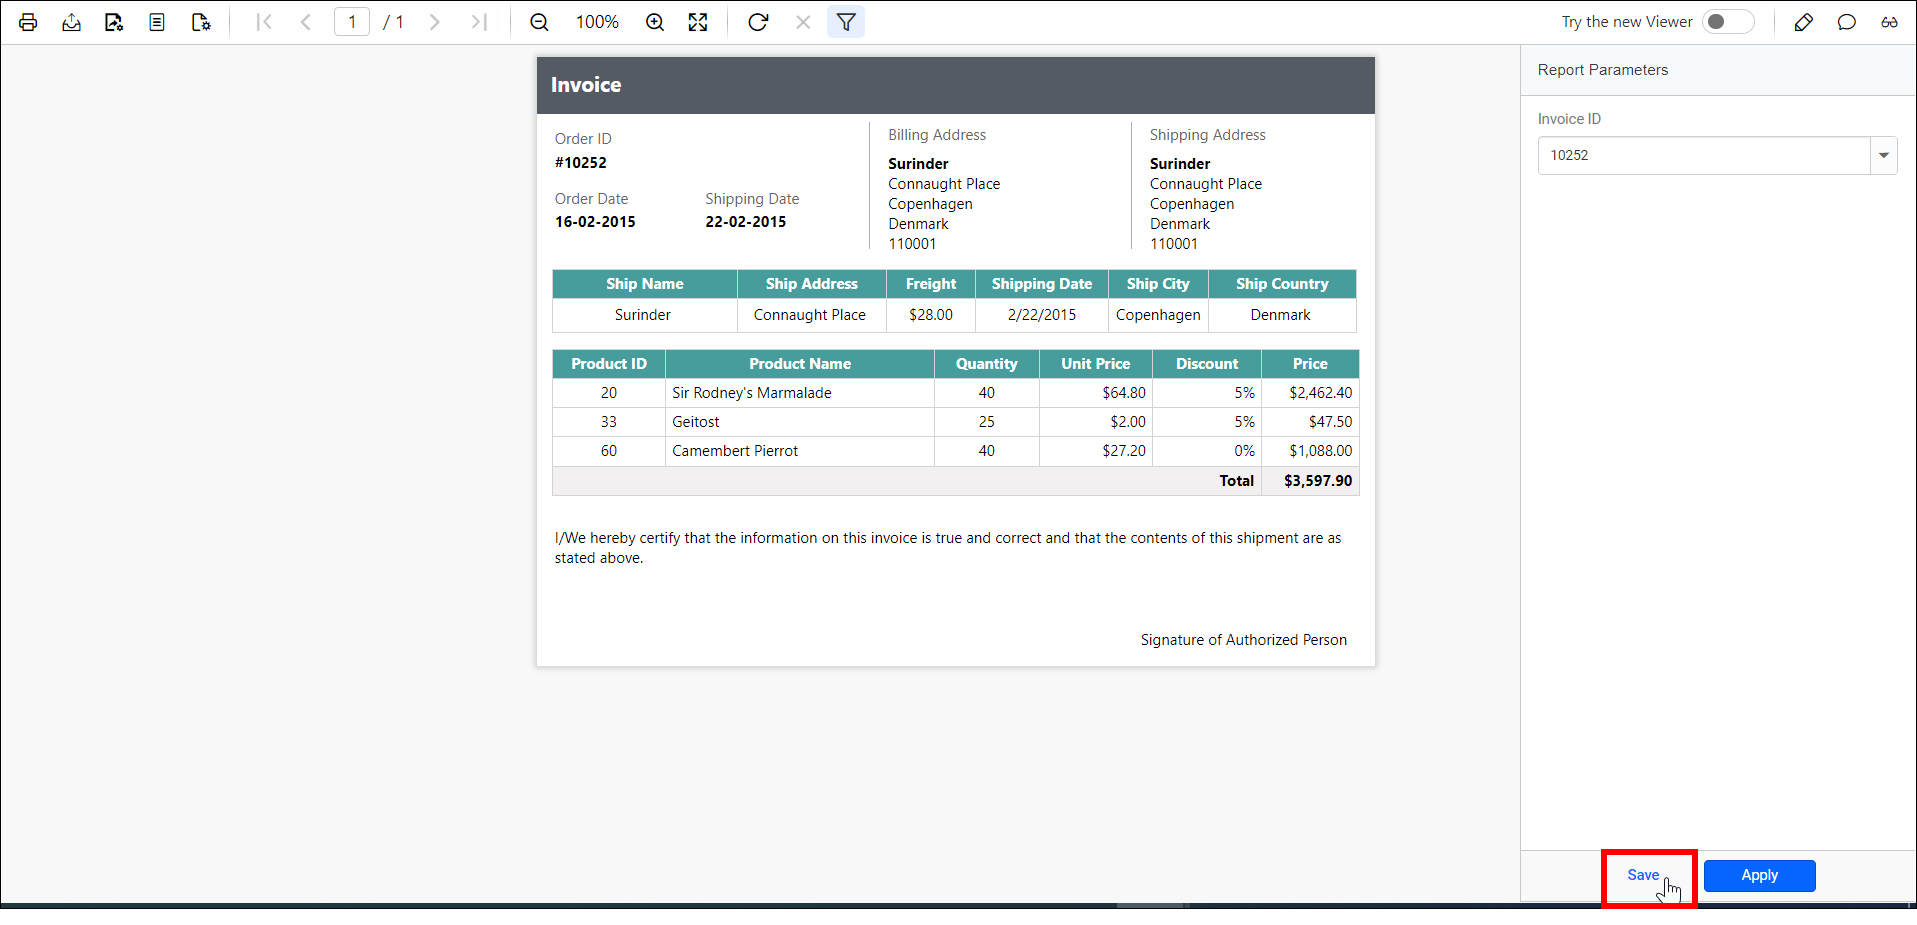 1 / 1 100% Try the new Viewer
Report Parameters
Invoice ID
10252
Save Apply
Invoice
Order ID
#10252
Order Date Shipping Date
16-02-2015 22-02-2015
Billing Address
Surinder
Connaught Place
Copenhagen
Denmark
110001
Shipping Address
Surinder
Connaught Place
Copenhagen
Denmark
110001
Ship Name Ship Address Freight Shipping Date Ship City Ship Country
Surinder Connaught Place $28.00 2/22/2015 Copenhagen Denmark
Product ID Product Name Quantity Unit Price Discount Price
20 Sir Rodney's Marmalade 40 $64.80 5% $2,462.40
33 Geitost 25 $2.00 5% $47.50
60 Camembert Pierrot 40 $27.20 0% $1,088.00
Total $3,597.90
I/We hereby certify that the information on this invoice is true and correct and that the contents of this shipment are as
stated above.
Signature of Authorized Person